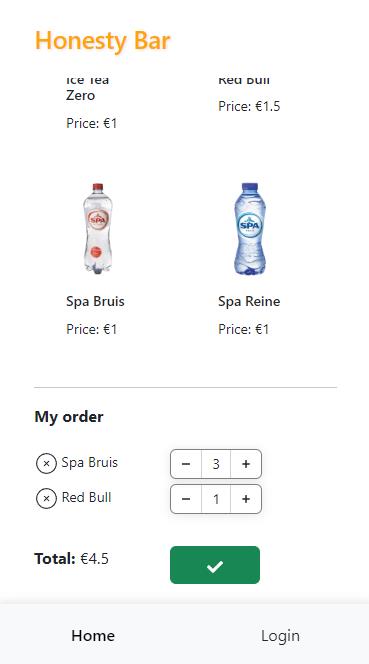 Honesty Bar
Ice Tea
Zero
Red Bull
Price: €1.5
Price: €1
SPA
SPA
Spa Bruis
Spa Reine
Price: €1
Price: €1
My order
Spa Bruis
− 3 +
Red Bull
− 1 +
Total: €4.5
Home
Login